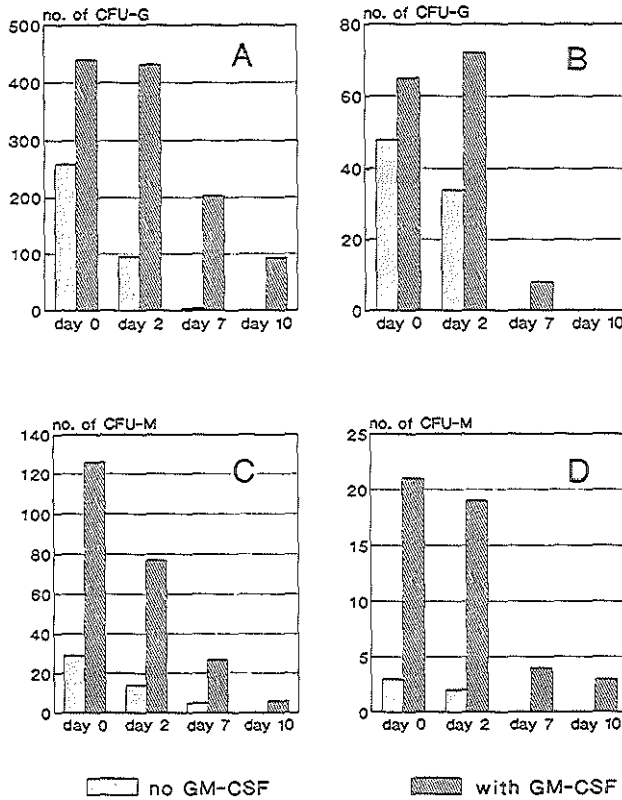 no. of CFU-G
A
500
400
300
200
100
0
day 0 day 2 day 7 day 10
no. of CFU-G
B
80
60
40
20
0
day 0 day 2 day 7 day 10
no. of CFU-M
C
140
120
100
80
60
40
20
0
day 0 day 2 day 7 day 10
no. of CFU-M
D
25
20
15
10
5
0
day 0 day 2 day 7 day 10
no GM-CSF
with GM-CSF